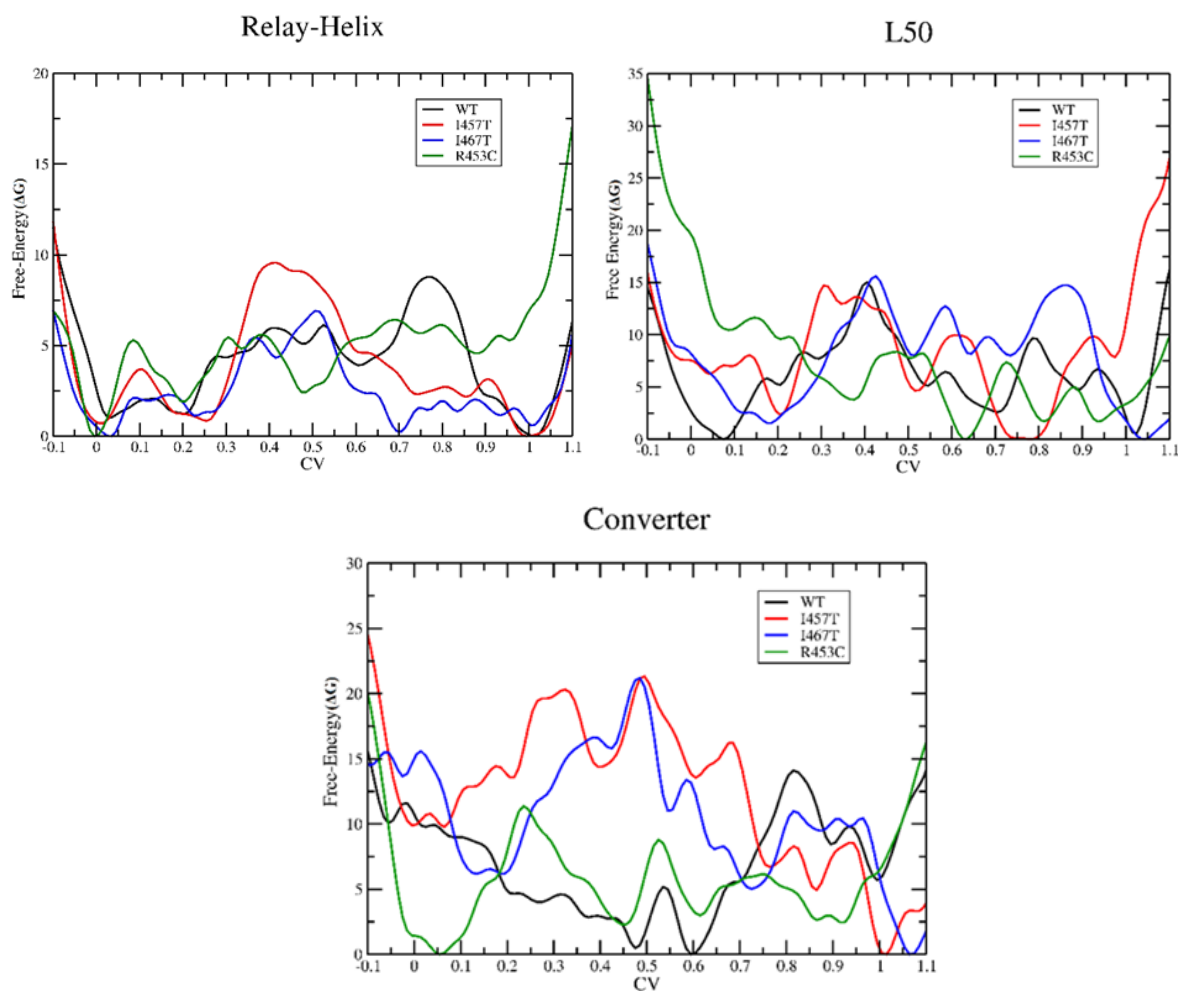 Relay-Helix
20
15
10
5
0
Free-Energy(ΔG)
WT
I457T
I467T
R453C
-0.1 0 0.1 0.2 0.3 0.4 0.5 0.6 0.7 0.8 0.9 1 1.1
CV
L50
35
30
25
20
15
10
5
0
Free Energy(ΔG)
WT
I457T
I467T
R453C
-0.1 0 0.1 0.2 0.3 0.4 0.5 0.6 0.7 0.8 0.9 1 1.1
CV
Converter
30
25
20
15
10
5
0
Free-Energy(ΔG)
WT
I457T
I467T
R453C
-0.1 0 0.1 0.2 0.3 0.4 0.5 0.6 0.7 0.8 0.9 1 1.1
CV